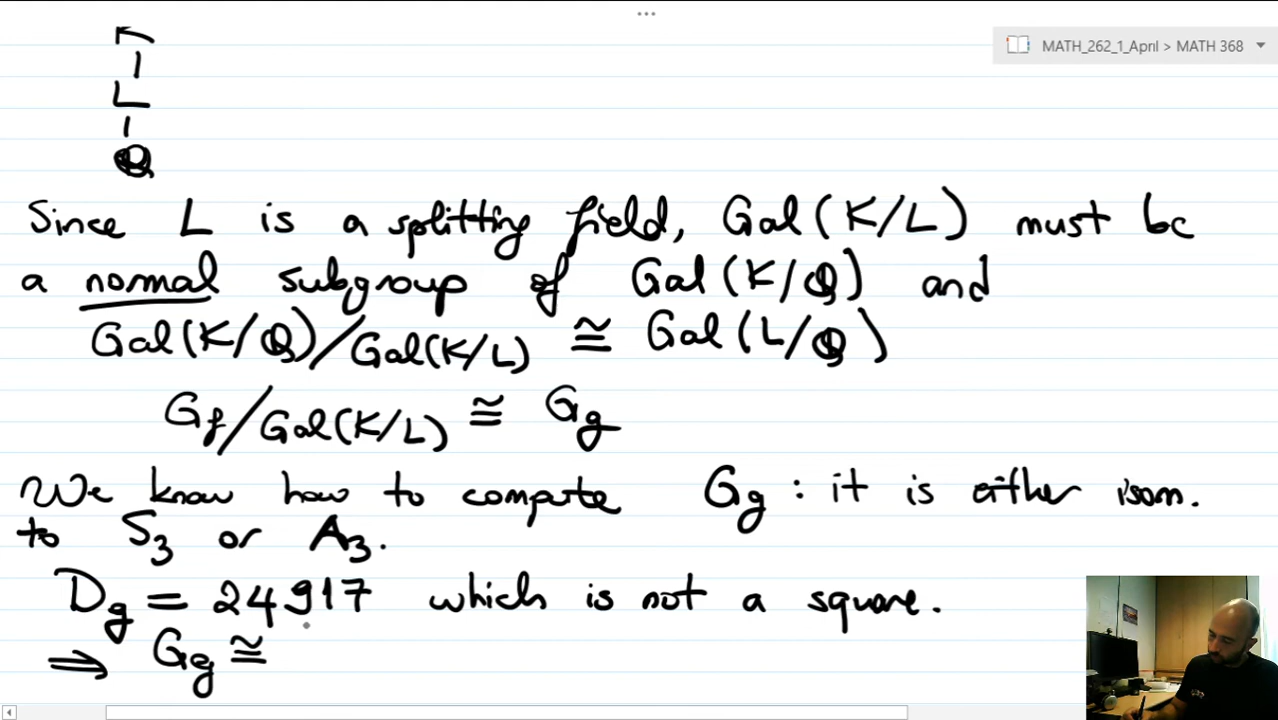 MATH_262_1_April > MATH 368
K
L
Q
Since L is a splitting field, Gal(K/L) must be
a normal subgroup of Gal(K/Q) and
Gal(K/Q)/Gal(K/L) ≅ Gal(L/Q)
G_f/Gal(K/L) ≅ G_g
We know how to compute G_g : it is either isom.
to S_3 or A_3.
D_g = 24917 which is not a square.
⇒ G_g ≅